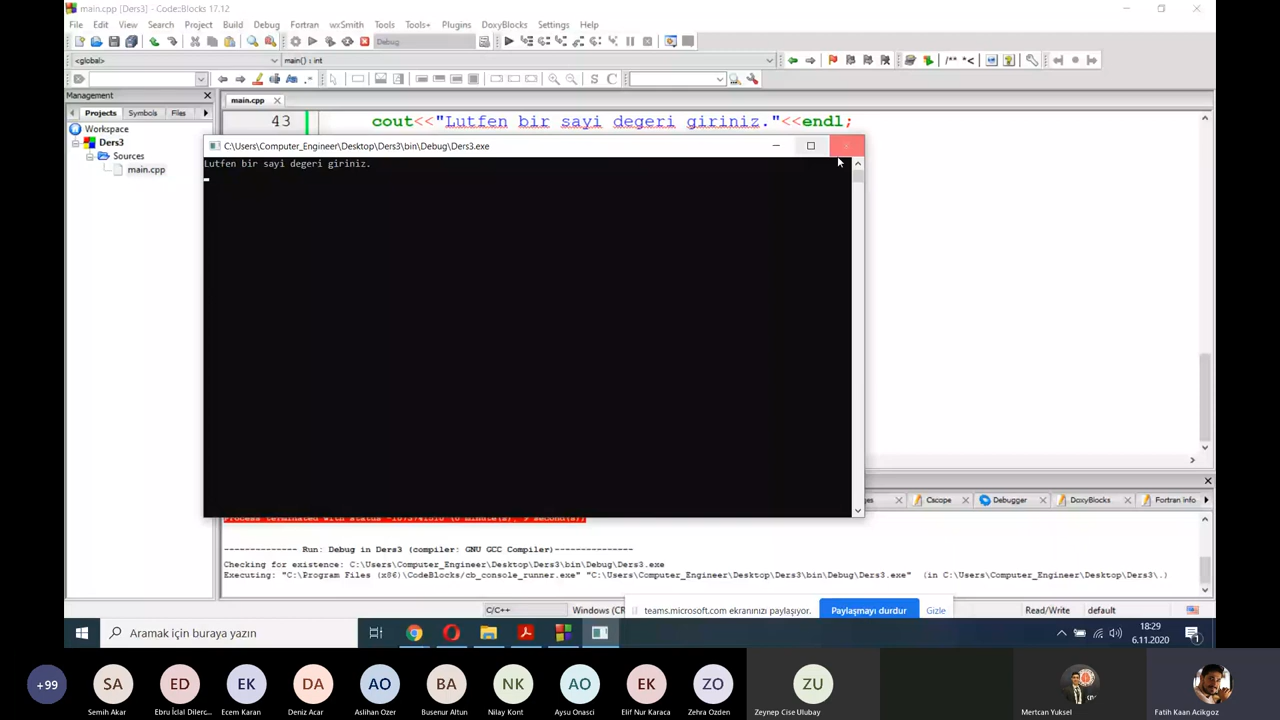 main.cpp [Ders3] - Code::Blocks 17.12
File Edit View Search Project Build Debug Fortran wxSmith Tools Tools+ Plugins DoxyBlocks Settings Help
Debug
<global> main() : int
/** *<
S C
Management
main.cpp
Projects Symbols Files
43 cout<<"Lutfen bir sayi degeri giriniz."<<endl;
Workspace
Ders3
Sources
main.cpp
C:\Users\Computer_Engineer\Desktop\Ders3\bin\Debug\Ders3.exe
Lutfen bir sayi degeri giriniz.
Cscope Debugger DoxyBlocks Fortran info
-------------- Run: Debug in Ders3 (compiler: GNU GCC Compiler)---------------
Checking for existence: C:\Users\Computer_Engineer\Desktop\Ders3\bin\Debug\Ders3.exe
Executing: "C:\Program Files (x86)\CodeBlocks/cb_console_runner.exe" "C:\Users\Computer_Engineer\Desktop\Ders3\bin\Debug\Ders3.exe" (in C:\Users\Computer_Engineer\Desktop\Ders3\.)
C/C++ Windows (CR Read/Write default
teams.microsoft.com ekranınızı paylaşıyor. Paylaşmayı durdur Gizle
Aramak için buraya yazın
18:29
6.11.2020
1
+99 SA ED EK DA AO BA NK AO EK ZO ZU
Semih Akar Ebru İclal Dilerc... Ecem Karan Deniz Acar Aslihan Ozer Busenur Altun Nilay Kont Aysu Onasci Elif Nur Karaca Zehra Ozden Zeynep Cise Ulubay Mertcan Yuksel Fatih Kaan Acikgoz